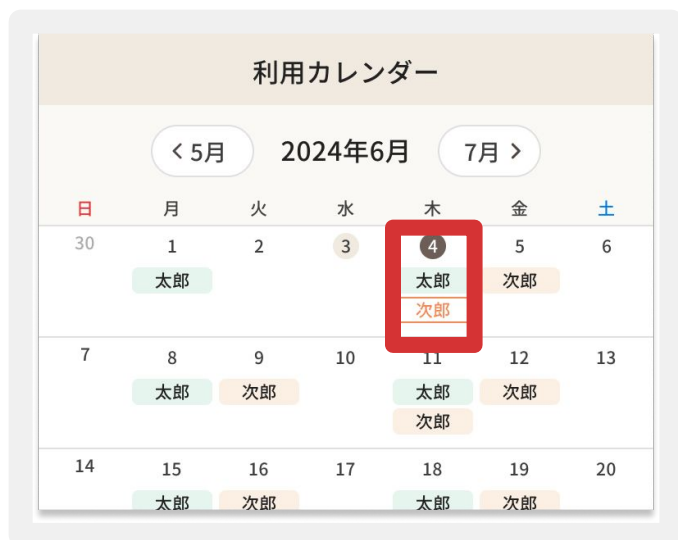 利用カレンダー
< 5月 2024年6月 7月 >
日 月 火 水 木 金 土
30 1 2 3 4 5 6
太郎 太郎 次郎
次郎
7 8 9 10 11 12 13
太郎 次郎 太郎 次郎
次郎
14 15 16 17 18 19 20
太郎 次郎 太郎 次郎